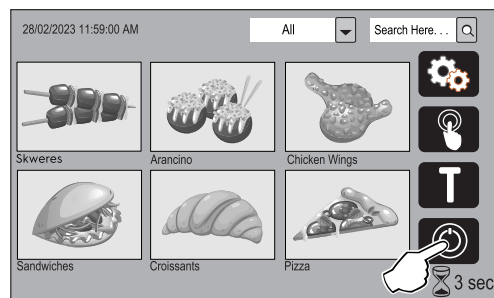 28/02/2023 11:59:00 AM
All
Search Here. . .
Skweres
Arancino
Chicken Wings
T
Sandwiches
Croissants
Pizza
3 sec